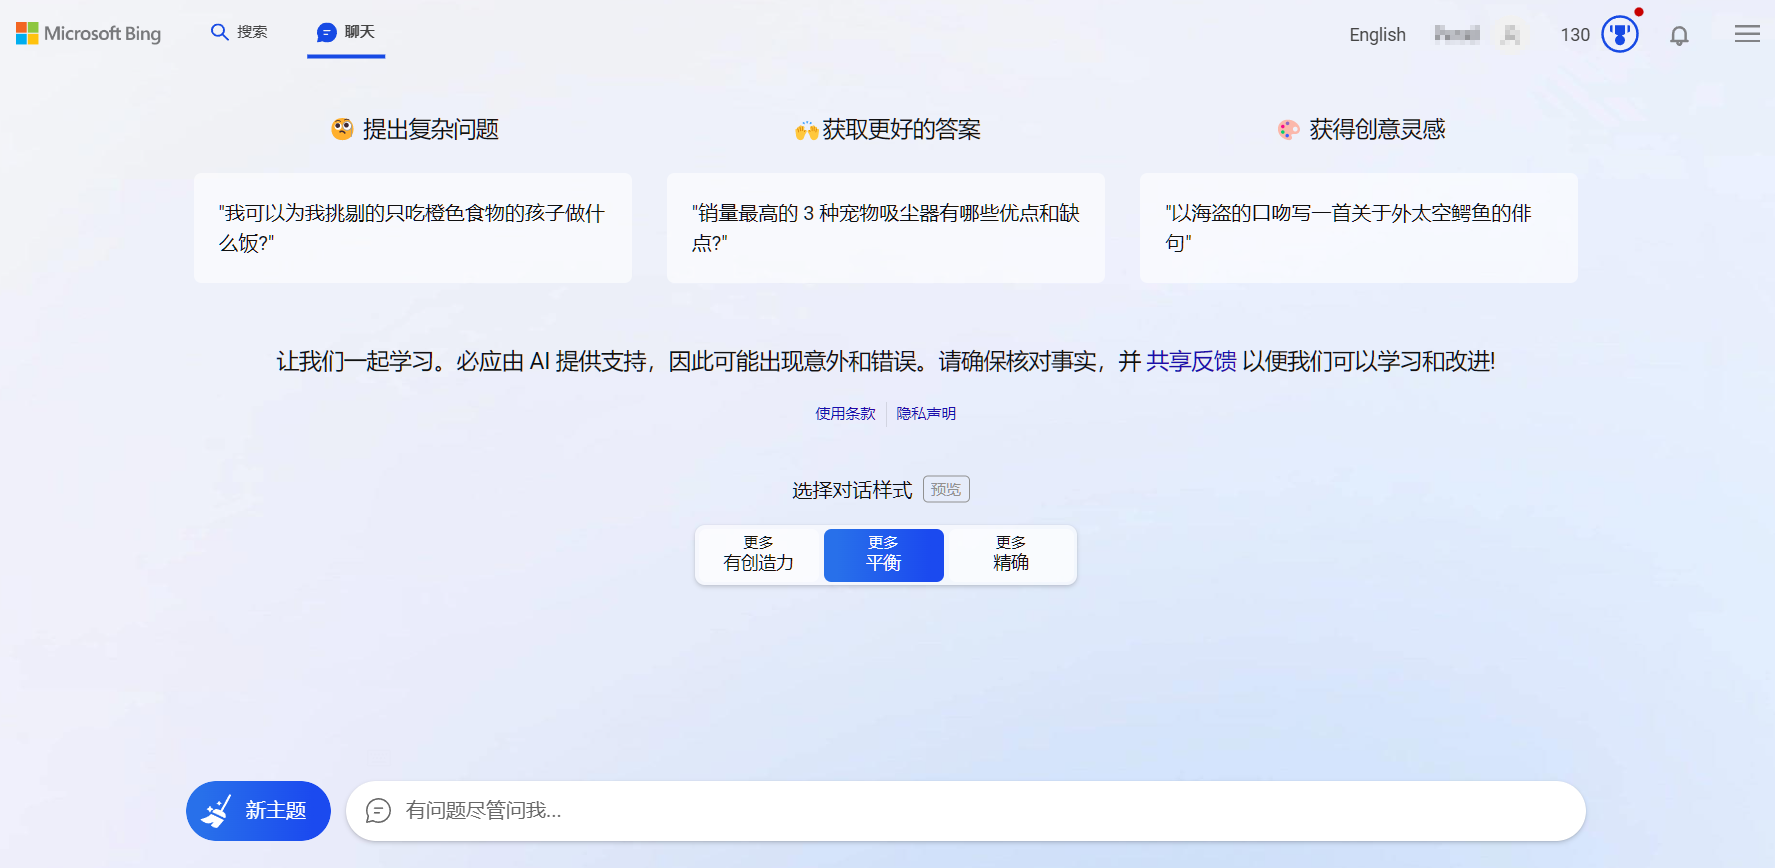 Microsoft Bing
搜索
聊天
English
130
提出复杂问题
获取更好的答案
获得创意灵感
"我可以为我挑剔的只吃橙色食物的孩子做什
么饭?"
"销量最高的 3 种宠物吸尘器有哪些优点和缺
点?"
"以海盗的口吻写一首关于外太空鳄鱼的俳
句"
让我们一起学习。必应由 AI 提供支持，因此可能出现意外和错误。请确保核对事实，并 共享反馈 以便我们可以学习和改进!
使用条款
隐私声明
选择对话样式 预览
更多
有创造力
更多
平衡
更多
精确
新主题
有问题尽管问我...